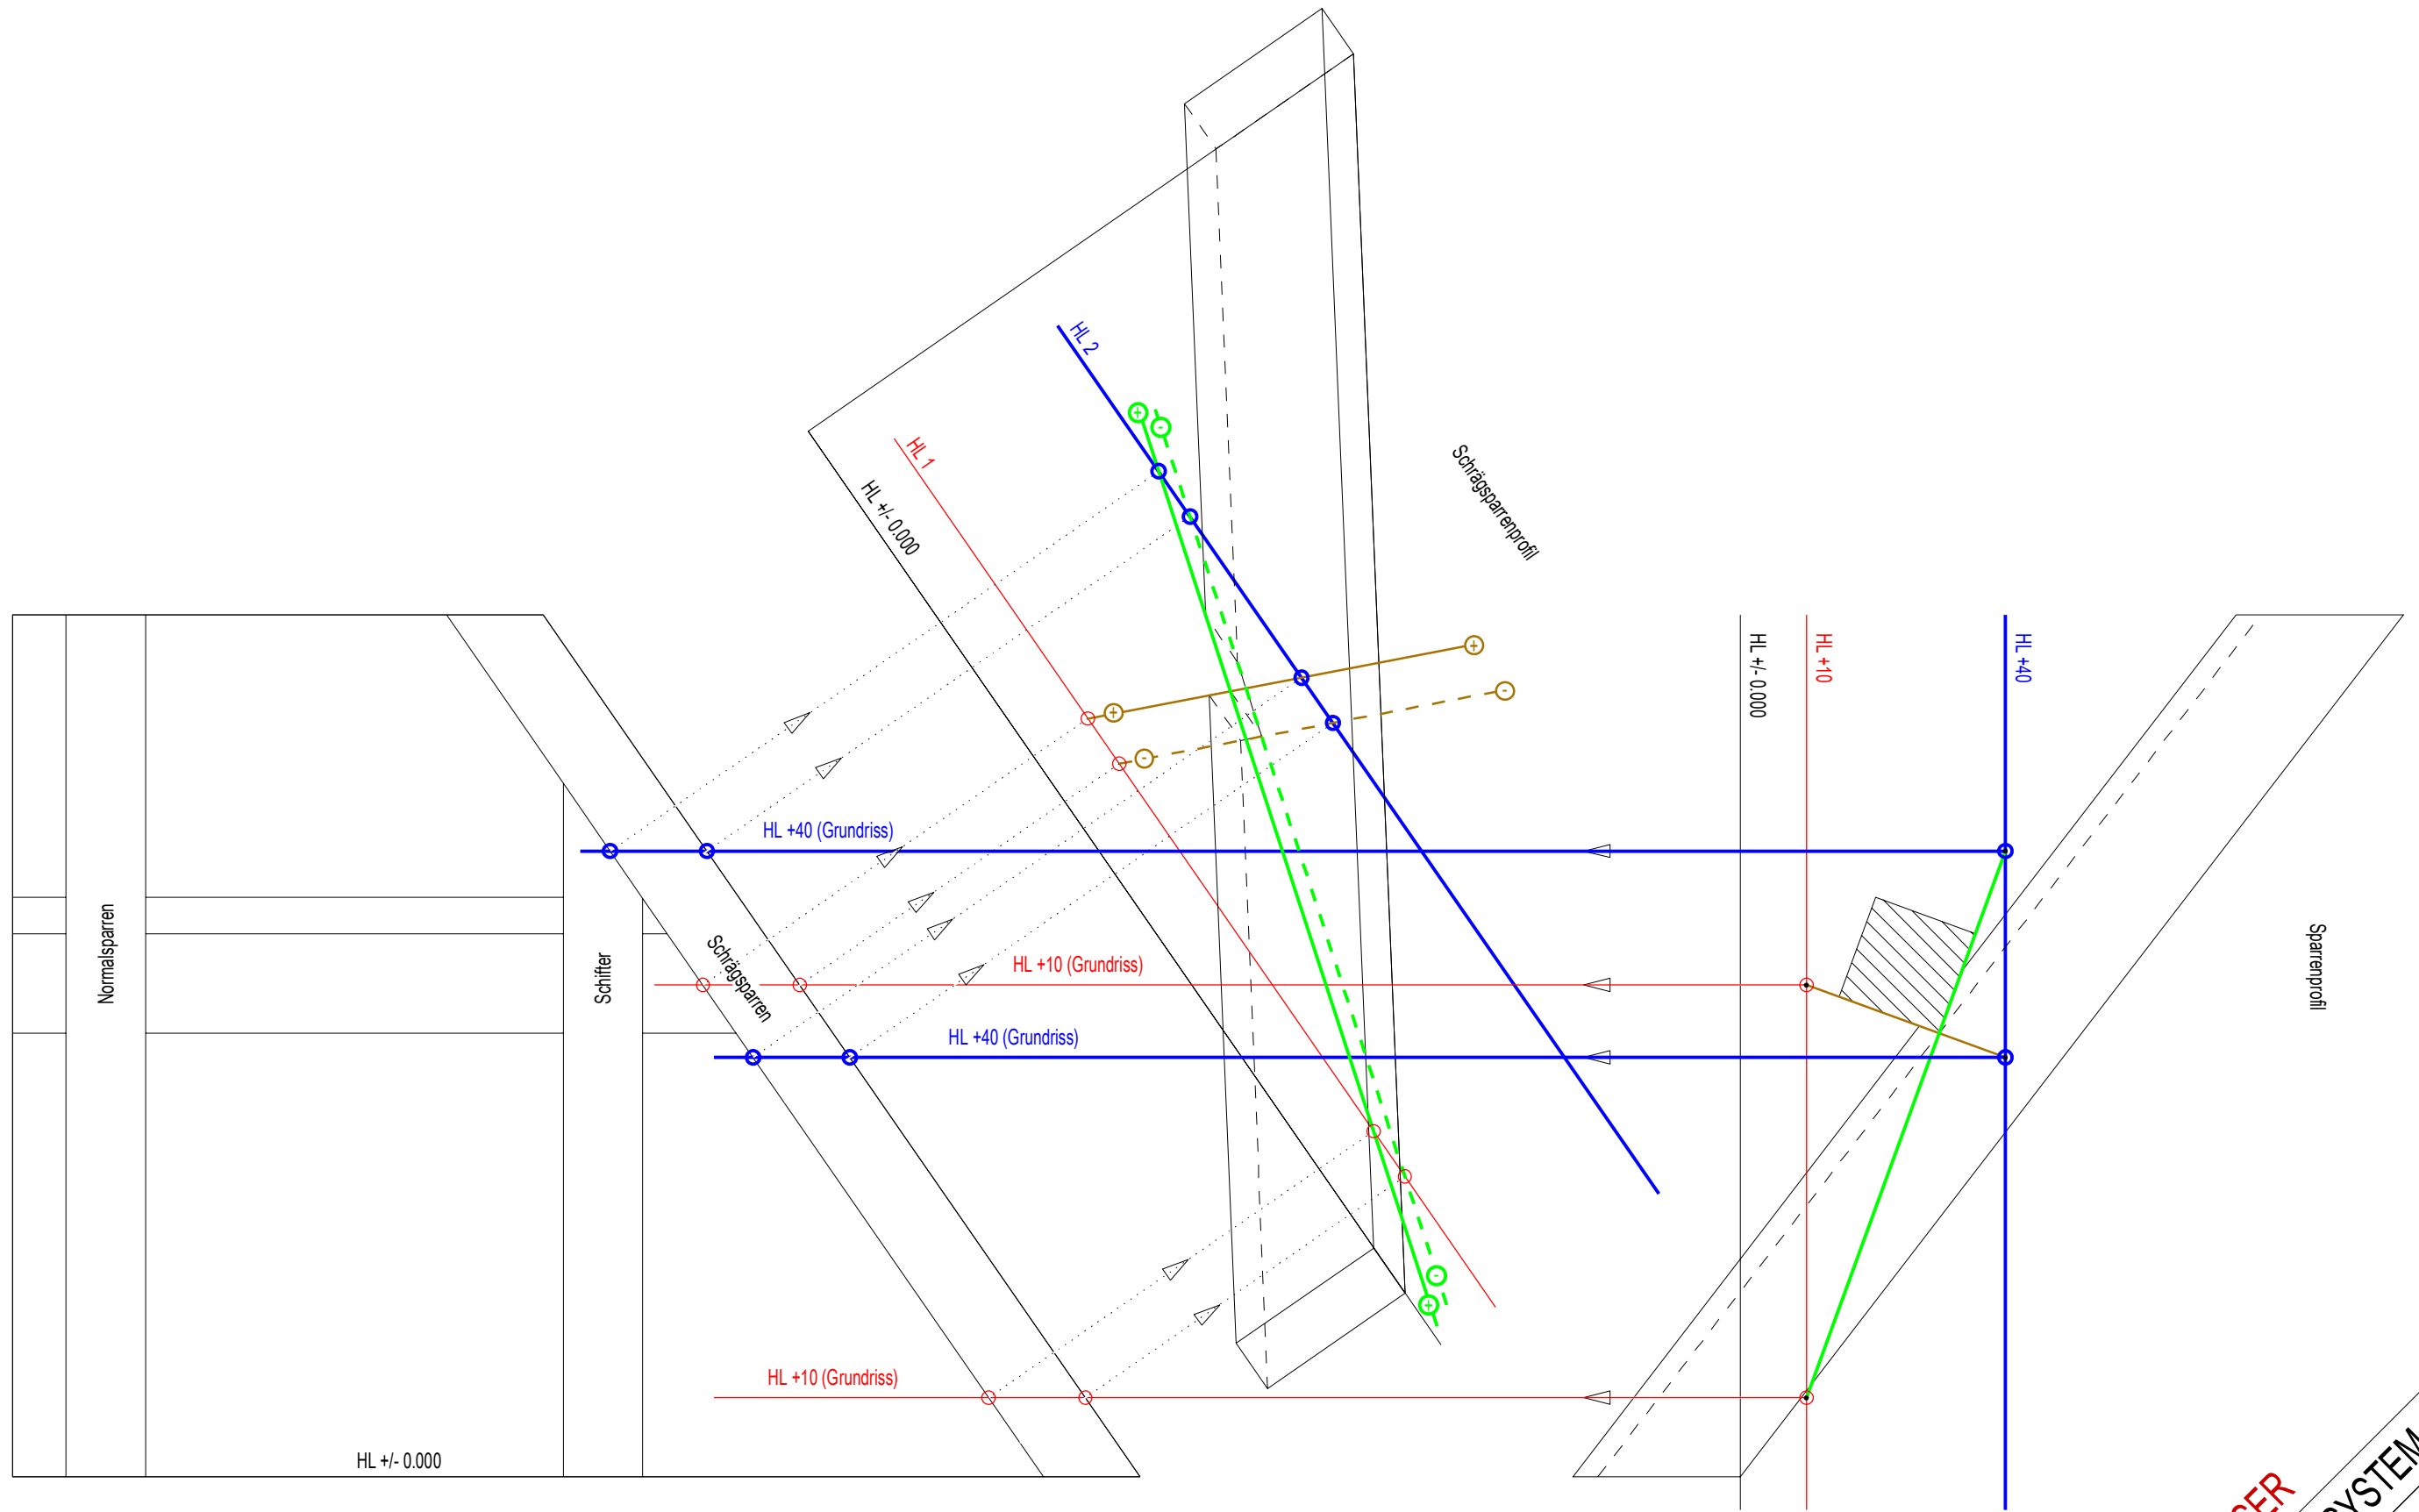 HL 2
HL 1
HL +/- 0.000
Schrägsparrenprofil
HL +/- 0.000
HL +10
HL +40
HL +40 (Grundriss)
Normalsparren
Schifter
Schrägsparren
HL +10 (Grundriss)
Sparrenprofil
HL +40 (Grundriss)
HL +10 (Grundriss)
HL +/- 0.000
+
-
+
-
+
-
-
+
SYSTEM